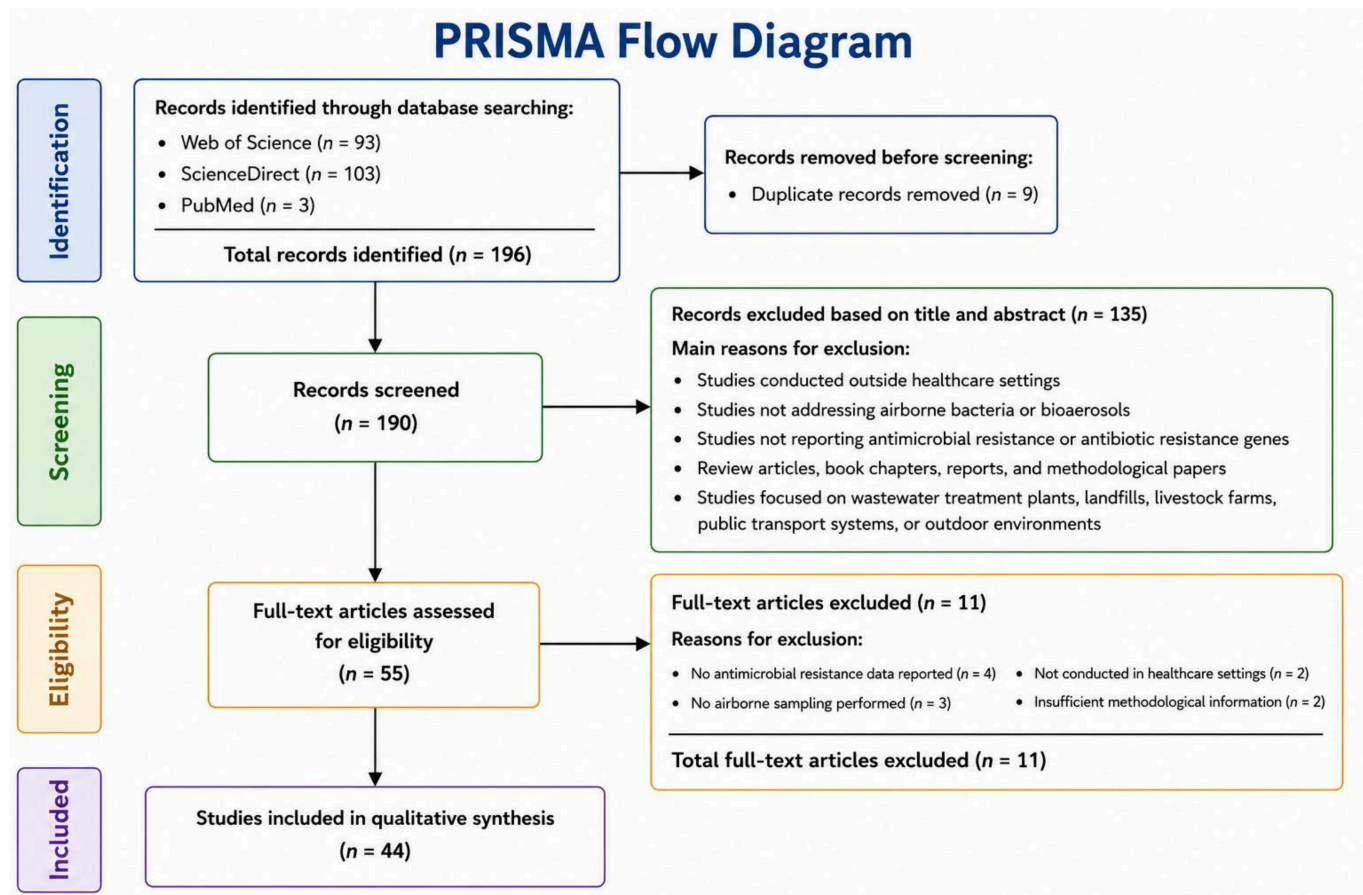 PRISMA Flow Diagram
Identification
Records identified through database searching:
• Web of Science (n = 93)
• ScienceDirect (n = 103)
• PubMed (n = 3)
Total records identified (n = 196)
Records removed before screening:
• Duplicate records removed (n = 9)
Screening
Records screened
(n = 190)
Records excluded based on title and abstract (n = 135)
Main reasons for exclusion:
• Studies conducted outside healthcare settings
• Studies not addressing airborne bacteria or bioaerosols
• Studies not reporting antimicrobial resistance or antibiotic resistance genes
• Review articles, book chapters, reports, and methodological papers
• Studies focused on wastewater treatment plants, landfills, livestock farms,
public transport systems, or outdoor environments
Eligibility
Full-text articles assessed
for eligibility
(n = 55)
Full-text articles excluded (n = 11)
Reasons for exclusion:
• No antimicrobial resistance data reported (n = 4)
• No airborne sampling performed (n = 3)
• Not conducted in healthcare settings (n = 2)
• Insufficient methodological information (n = 2)
Total full-text articles excluded (n = 11)
Included
Studies included in qualitative synthesis
(n = 44)